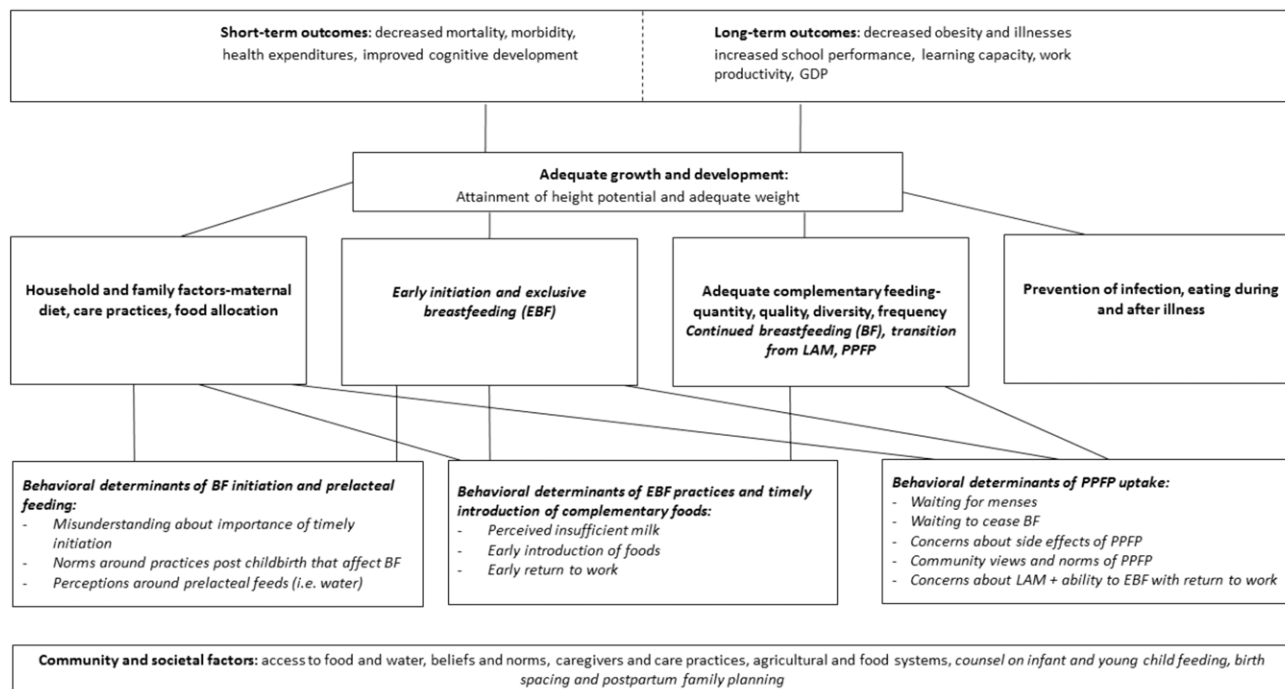 Short-term outcomes: decreased mortality, morbidity,
health expenditures, improved cognitive development
Long-term outcomes: decreased obesity and illnesses
increased school performance, learning capacity, work
productivity, GDP
Adequate growth and development:
Attainment of height potential and adequate weight
Household and family factors-maternal
diet, care practices, food allocation
Early initiation and exclusive
breastfeeding (EBF)
Adequate complementary feeding-
quantity, quality, diversity, frequency
Continued breastfeeding (BF), transition
from LAM, PPFP
Prevention of infection, eating during
and after illness
Behavioral determinants of BF initiation and prelacteal
feeding:
- Misunderstanding about importance of timely
initiation
- Norms around practices post childbirth that affect BF
- Perceptions around prelacteal feeds (i.e. water)
Behavioral determinants of EBF practices and timely
introduction of complementary foods:
- Perceived insufficient milk
- Early introduction of foods
- Early return to work
Behavioral determinants of PPFP uptake:
- Waiting for menses
- Waiting to cease BF
- Concerns about side effects of PPFP
- Community views and norms of PPFP
- Concerns about LAM + ability to EBF with return to work
Community and societal factors: access to food and water, beliefs and norms, caregivers and care practices, agricultural and food systems, counsel on infant and young child feeding, birth
spacing and postpartum family planning